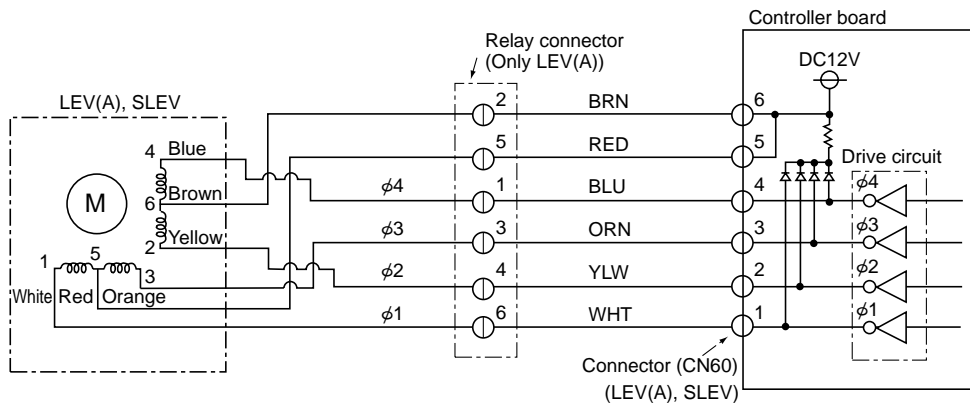 Controller board
Relay connector
(Only LEV(A))
DC12V
LEV(A), SLEV
2
BRN
6
5
RED
5
4
Blue
Drive circuit
M
6
Brown
ϕ4
1
BLU
4
ϕ4
2
Yellow
ϕ3
3
ORN
3
ϕ3
1
5
3
ϕ2
4
YLW
2
ϕ2
White
Red
Orange
ϕ1
6
WHT
1
ϕ1
Connector (CN60)
(LEV(A), SLEV)